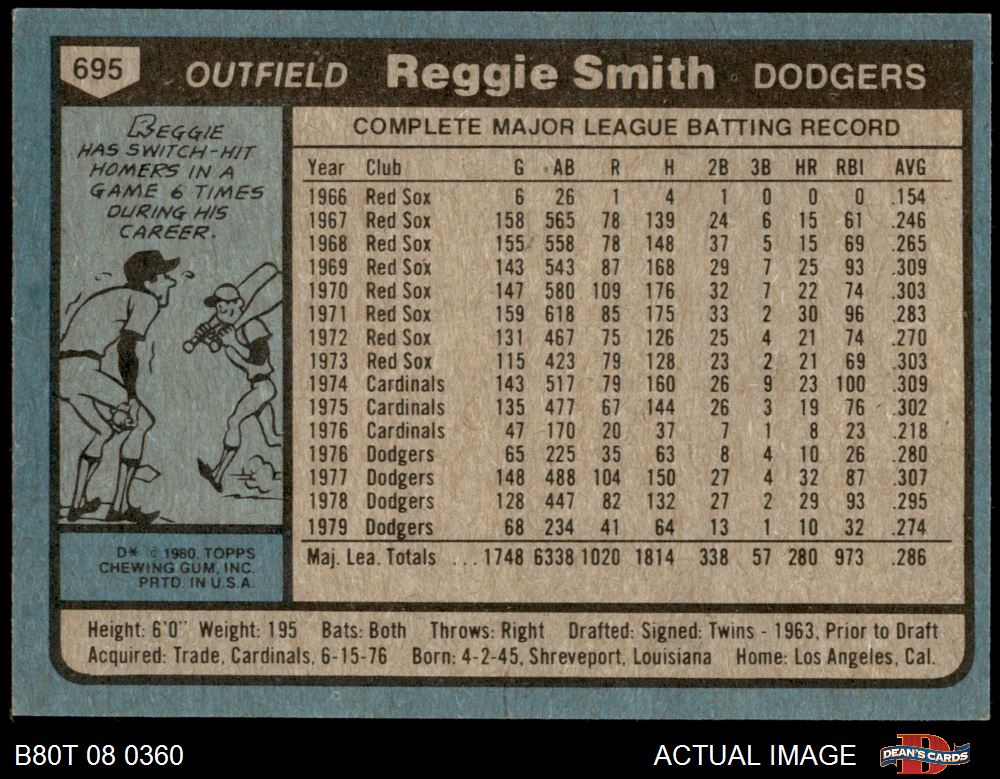 695 OUTFIELD Reggie Smith DODGERS
REGGIE
HAS SWITCH-HIT
HOMERS IN A
GAME 6 TIMES
DURING HIS
CAREER.
D* © 1980, TOPPS
CHEWING GUM, INC.
PRTD. IN U.S.A.
COMPLETE MAJOR LEAGUE BATTING RECORD
Year Club G AB R H 2B 3B HR RBI AVG
1966 Red Sox 6 26 1 4 1 0 0 0 .154
1967 Red Sox 158 565 78 139 24 6 15 61 .246
1968 Red Sox 155 558 78 148 37 5 15 69 .265
1969 Red Sox 143 543 87 168 29 7 25 93 .309
1970 Red Sox 147 580 109 176 32 7 22 74 .303
1971 Red Sox 159 618 85 175 33 2 30 96 .283
1972 Red Sox 131 467 75 126 25 4 21 74 .270
1973 Red Sox 115 423 79 128 23 2 21 69 .303
1974 Cardinals 143 517 79 160 26 9 23 100 .309
1975 Cardinals 135 477 67 144 26 3 19 76 .302
1976 Cardinals 47 170 20 37 7 1 8 23 .218
1976 Dodgers 65 225 35 63 8 4 10 26 .280
1977 Dodgers 148 488 104 150 27 4 32 87 .307
1978 Dodgers 128 447 82 132 27 2 29 93 .295
1979 Dodgers 68 234 41 64 13 1 10 32 .274
Maj. Lea. Totals ... 1748 6338 1020 1814 338 57 280 973 .286
Height: 6'0" Weight: 195 Bats: Both Throws: Right Drafted: Signed: Twins - 1963, Prior to Draft
Acquired: Trade, Cardinals, 6-15-76 Born: 4-2-45, Shreveport, Louisiana Home: Los Angeles, Cal.
B80T 08 0360 ACTUAL IMAGE D DEAN'S CARDS